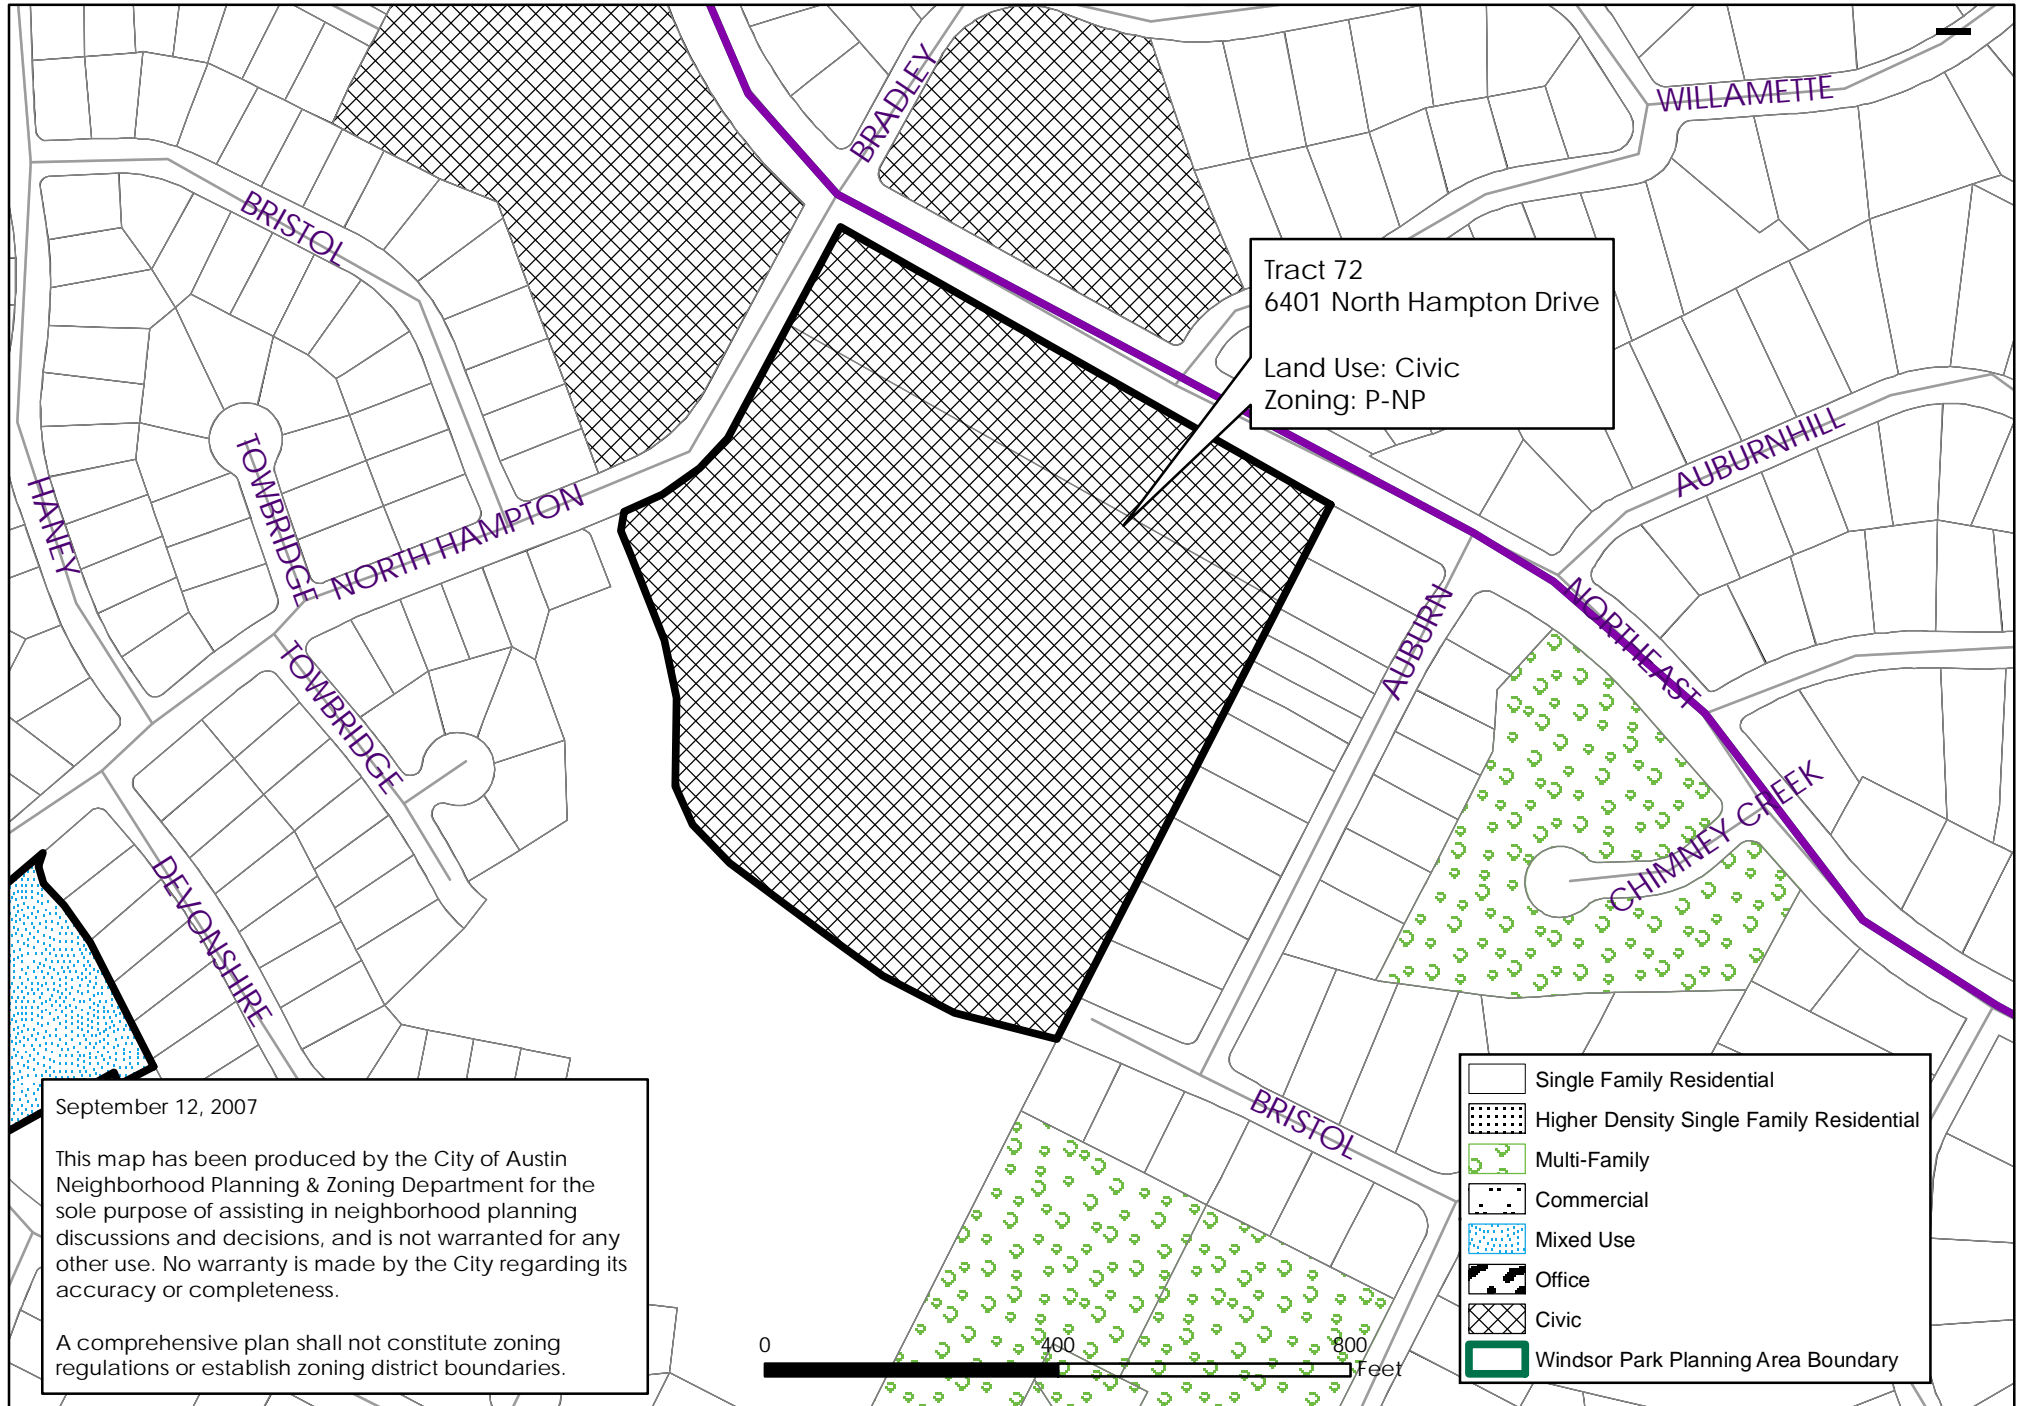 BRADLEY
WILLAMETTE
BRISTOL
Tract 72
6401 North Hampton Drive
Land Use: Civic
Zoning: P-NP
HANEY
TOWBRIDGE
NORTH HAMPTON
AUBURNHILL
AUBURN
NORTHEAST
TOWBRIDGE
CHIMNEY CREEK
DEVONSHIRE
BRISTOL
September 12, 2007
This map has been produced by the City of Austin
Neighborhood Planning & Zoning Department for the
sole purpose of assisting in neighborhood planning
discussions and decisions, and is not warranted for any
other use. No warranty is made by the City regarding its
accuracy or completeness.
A comprehensive plan shall not constitute zoning
regulations or establish zoning district boundaries.
0 400 800
Feet
Single Family Residential
Higher Density Single Family Residential
Multi-Family
Commercial
Mixed Use
Office
Civic
Windsor Park Planning Area Boundary